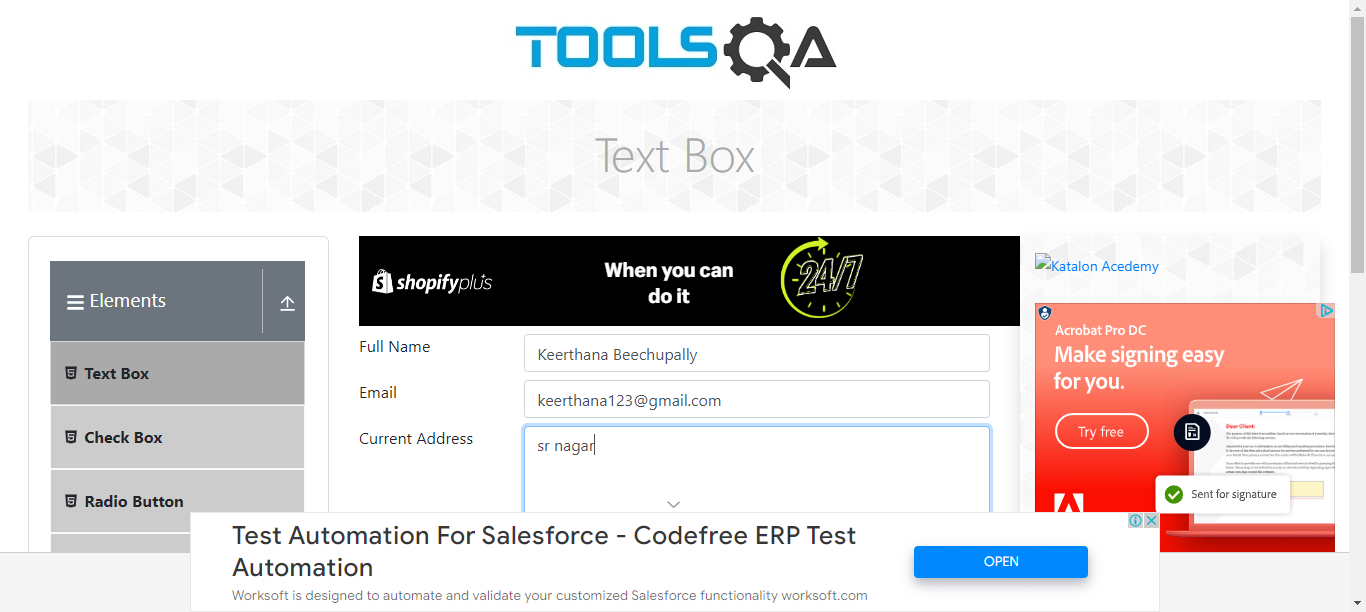 TOOLSQA
Text Box
Elements
Text Box
Check Box
Radio Button
shopifyplus
When you can
do it
24/7
Full Name
Keerthana Beechupally
Email
keerthana123@gmail.com
Current Address
sr nagar
Katalon Acedemy
Acrobat Pro DC
Make signing easy
for you.
Try free
Dear Client:
Sent for signature
Test Automation For Salesforce - Codefree ERP Test
Automation
Worksoft is designed to automate and validate your customized Salesforce functionality worksoft.com
OPEN